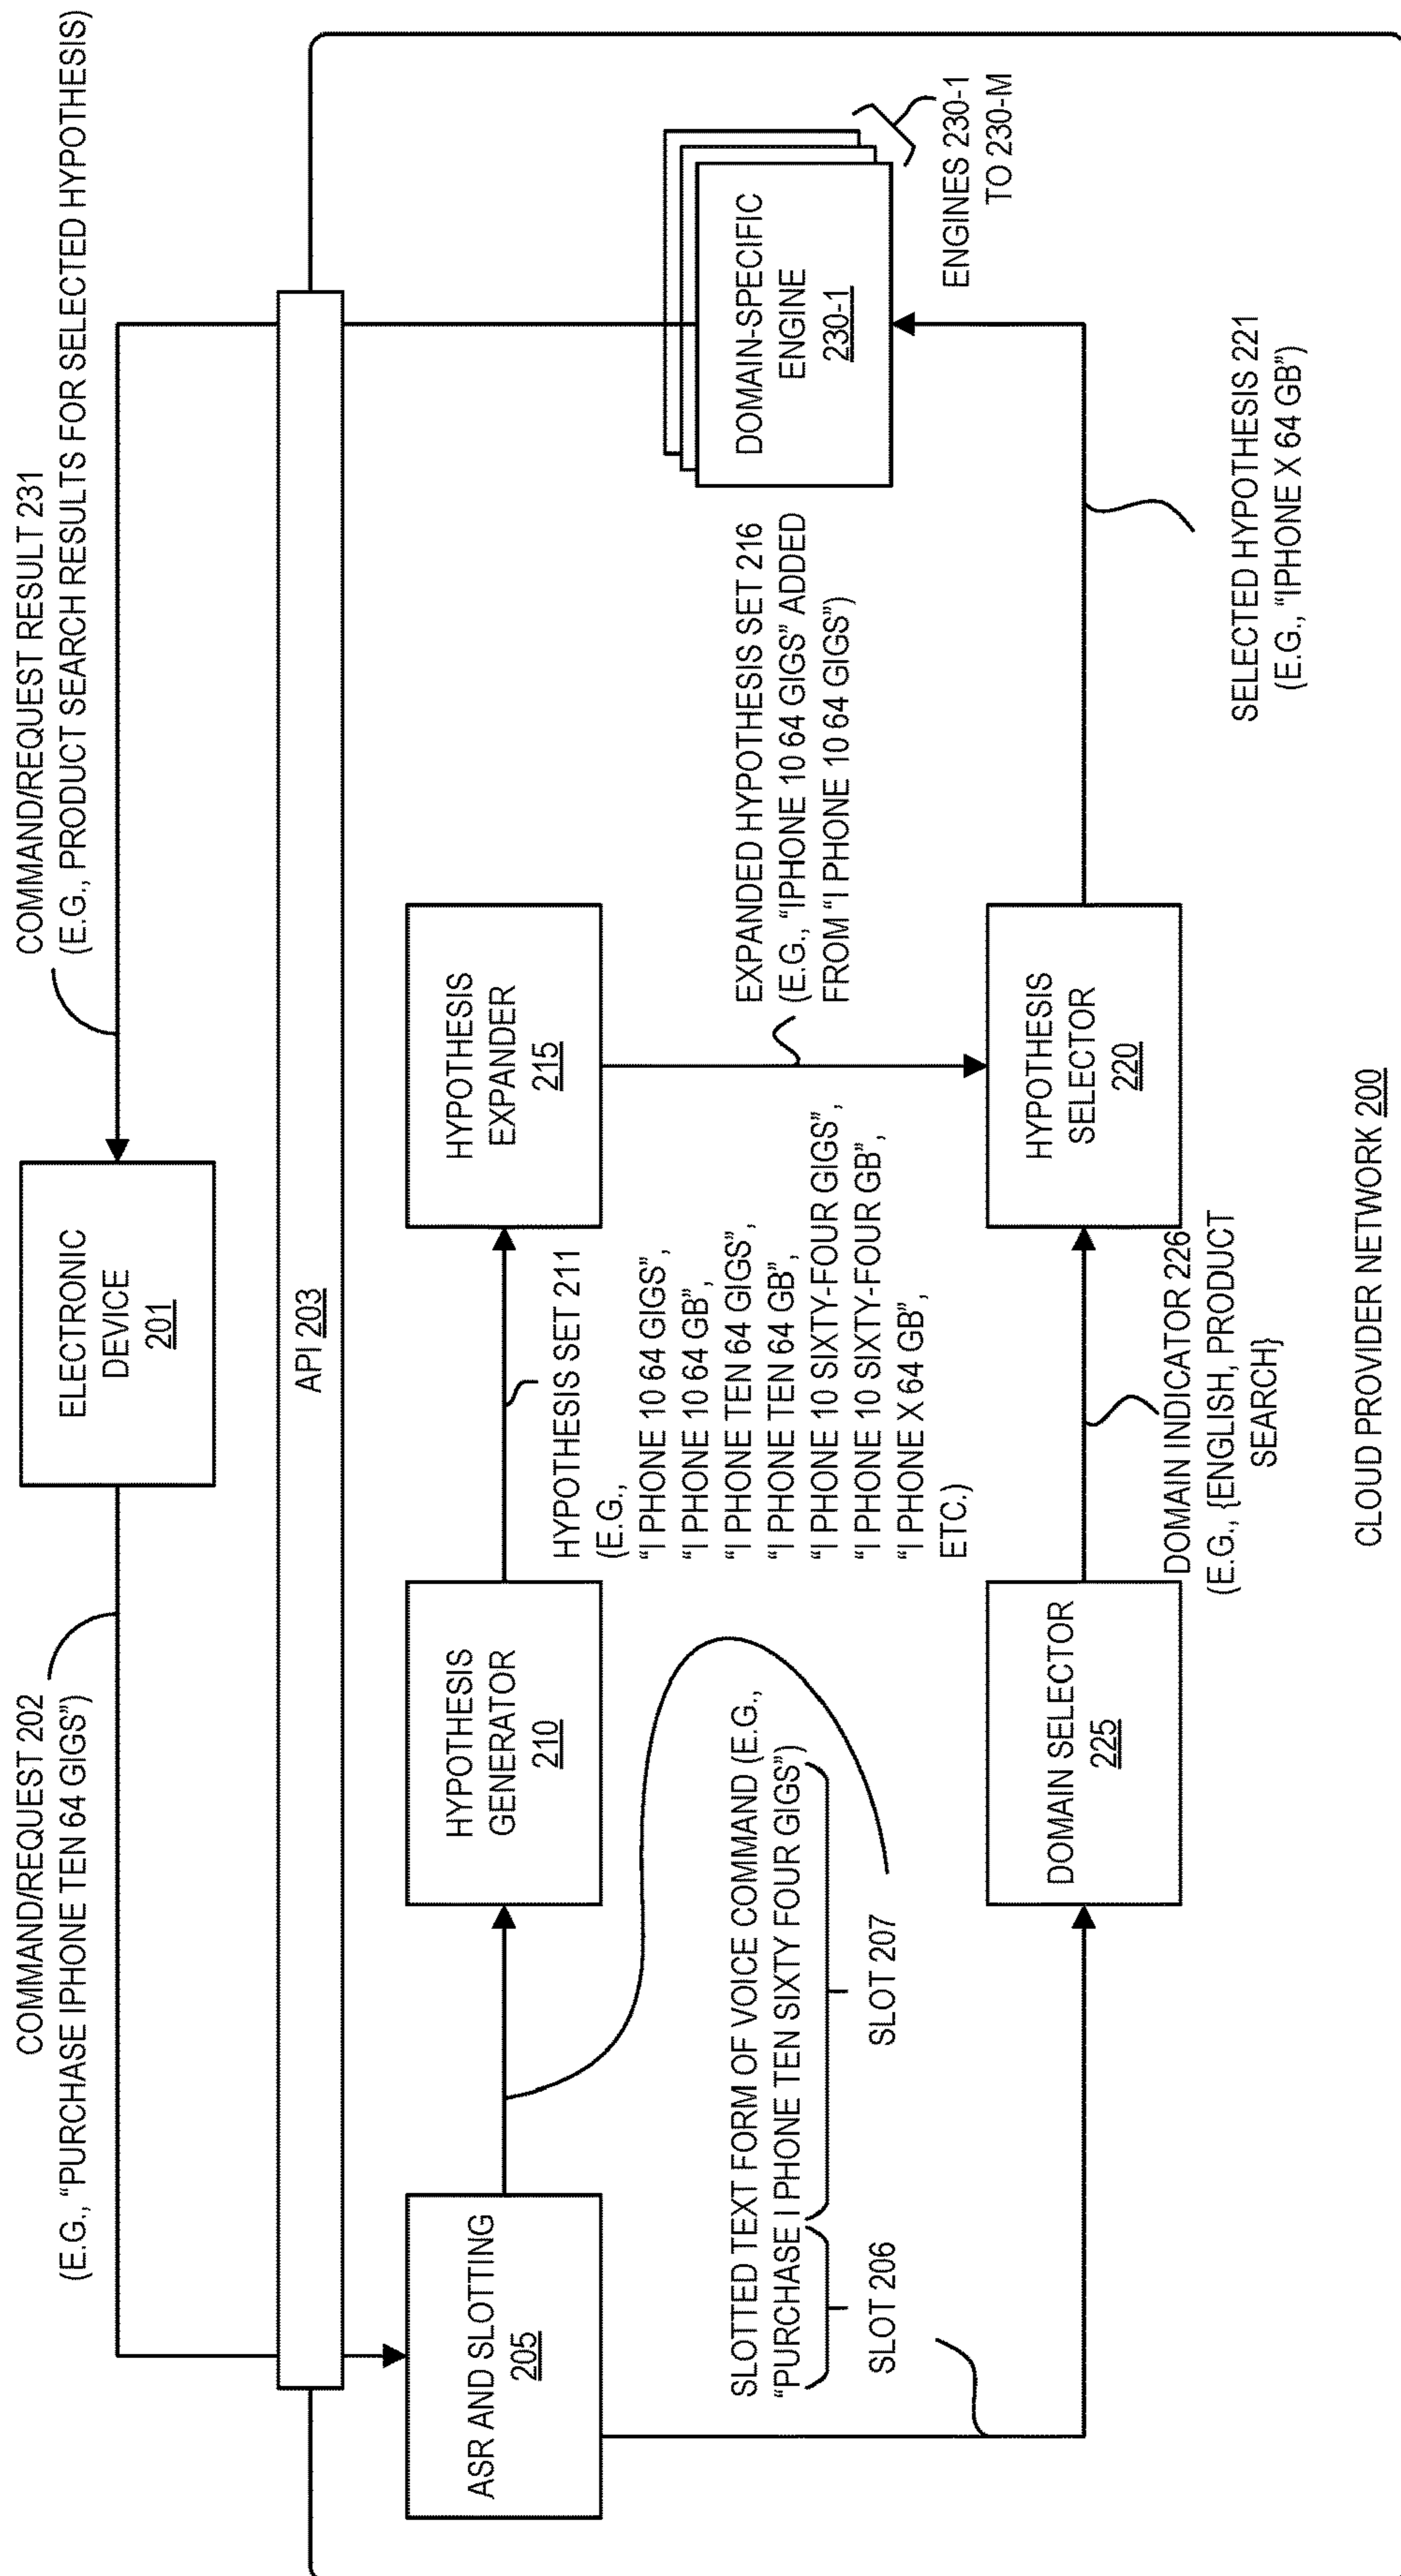 COMMAND/REQUEST 202
(E.G., “PURCHASE IPHONE TEN 64 GIGS”)
ELECTRONIC
DEVICE
201
COMMAND/REQUEST RESULT 231
(E.G., PRODUCT SEARCH RESULTS FOR SELECTED HYPOTHESIS)
API 203
ASR AND SLOTTING
205
HYPOTHESIS
GENERATOR
210
HYPOTHESIS SET 211
(E.G.,
“I PHONE 10 64 GIGS”,
“I PHONE 10 64 GB”,
“I PHONE TEN 64 GIGS”,
“I PHONE TEN 64 GB”,
“I PHONE 10 SIXTY-FOUR GIGS”,
“I PHONE 10 SIXTY-FOUR GB”,
“I PHONE X 64 GB”,
ETC.)
HYPOTHESIS
EXPANDER
215
EXPANDED HYPOTHESIS SET 216
(E.G., “IPHONE 10 64 GIGS” ADDED
FROM “I PHONE 10 64 GIGS”)
DOMAIN-SPECIFIC
ENGINE
230-1
ENGINES 230-1
TO 230-M
SLOTTED TEXT FORM OF VOICE COMMAND (E.G.,
“PURCHASE I PHONE TEN SIXTY FOUR GIGS”)
SLOT 206
SLOT 207
DOMAIN SELECTOR
225
DOMAIN INDICATOR 226
(E.G., {ENGLISH, PRODUCT
SEARCH}
HYPOTHESIS
SELECTOR
220
SELECTED HYPOTHESIS 221
(E.G., “IPHONE X 64 GB”)
CLOUD PROVIDER NETWORK 200